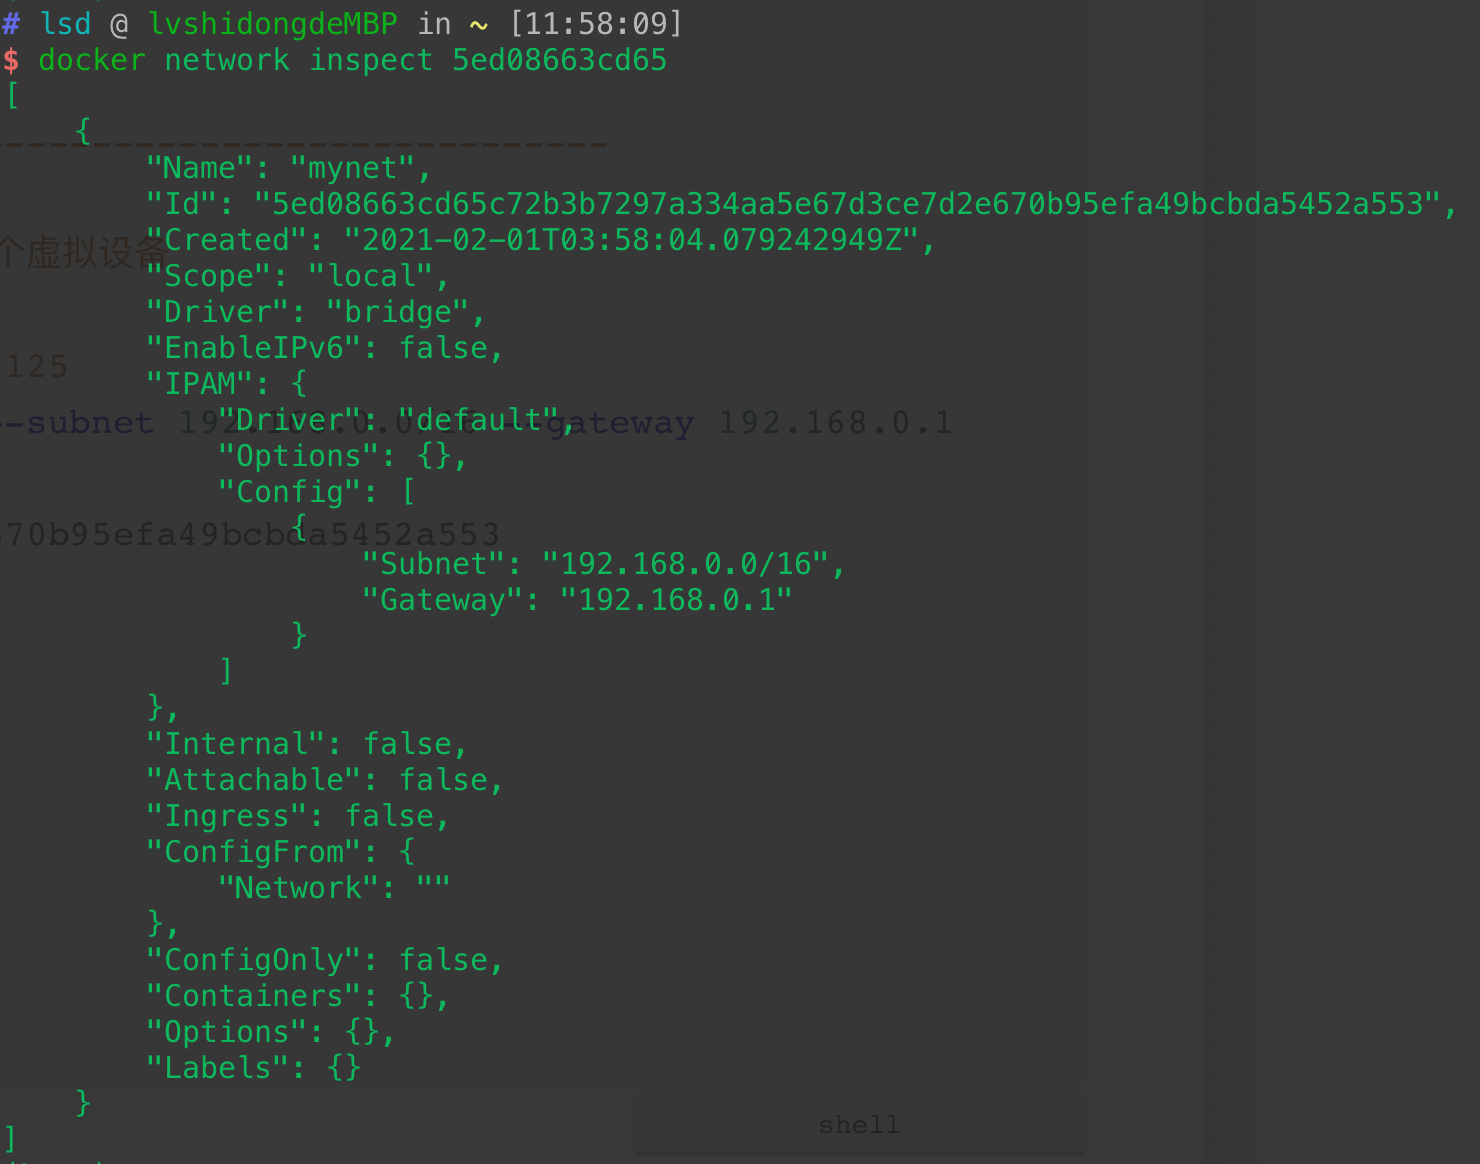 # lsd @ lvshidongdeMBP in ~ [11:58:09]
$ docker network inspect 5ed08663cd65
[
    {
        "Name": "mynet",
        "Id": "5ed08663cd65c72b3b7297a334aa5e67d3ce7d2e670b95efa49bcbda5452a553",
        "Created": "2021-02-01T03:58:04.079242949Z",
个虚拟设备
        "Scope": "local",
        "Driver": "bridge",
        "EnableIPv6": false,
125
        "IPAM": {
            "Driver": "default",
--subnet 192.168.0.0/16 --gateway 192.168.0.1
            "Options": {},
            "Config": [
                {
70b95efa49bcbda5452a553
                    "Subnet": "192.168.0.0/16",
                    "Gateway": "192.168.0.1"
                }
            ]
        },
        "Internal": false,
        "Attachable": false,
        "Ingress": false,
        "ConfigFrom": {
            "Network": ""
        },
        "ConfigOnly": false,
        "Containers": {},
        "Options": {},
        "Labels": {}
    }
shell
]